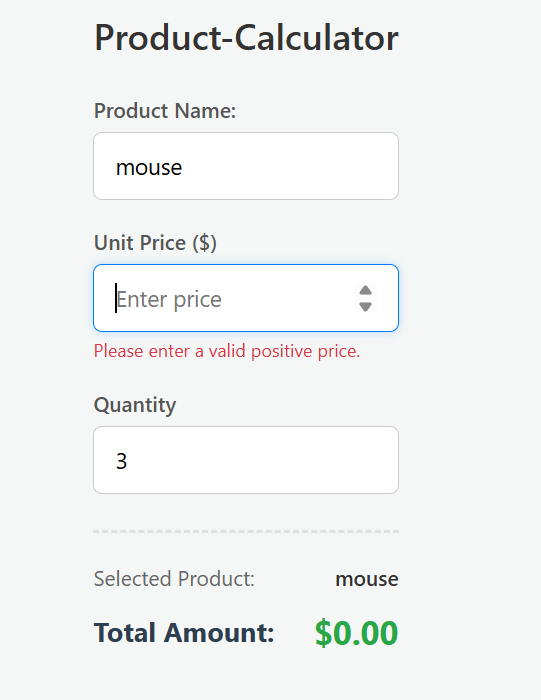 Product-Calculator
Product Name:
mouse
Unit Price ($)
Enter price
Please enter a valid positive price.
Quantity
3
Selected Product: mouse
Total Amount: $0.00